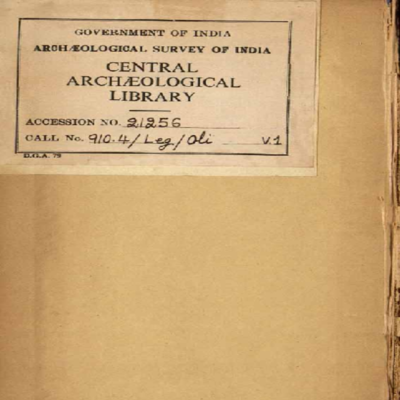 GOVERNMENT OF INDIA
ARCHÆOLOGICAL SURVEY OF INDIA
CENTRAL
ARCHÆOLOGICAL
LIBRARY
ACCESSION NO. 21256
CALL No. 910.4/Leg/Oli V.1
D.G.A. 79